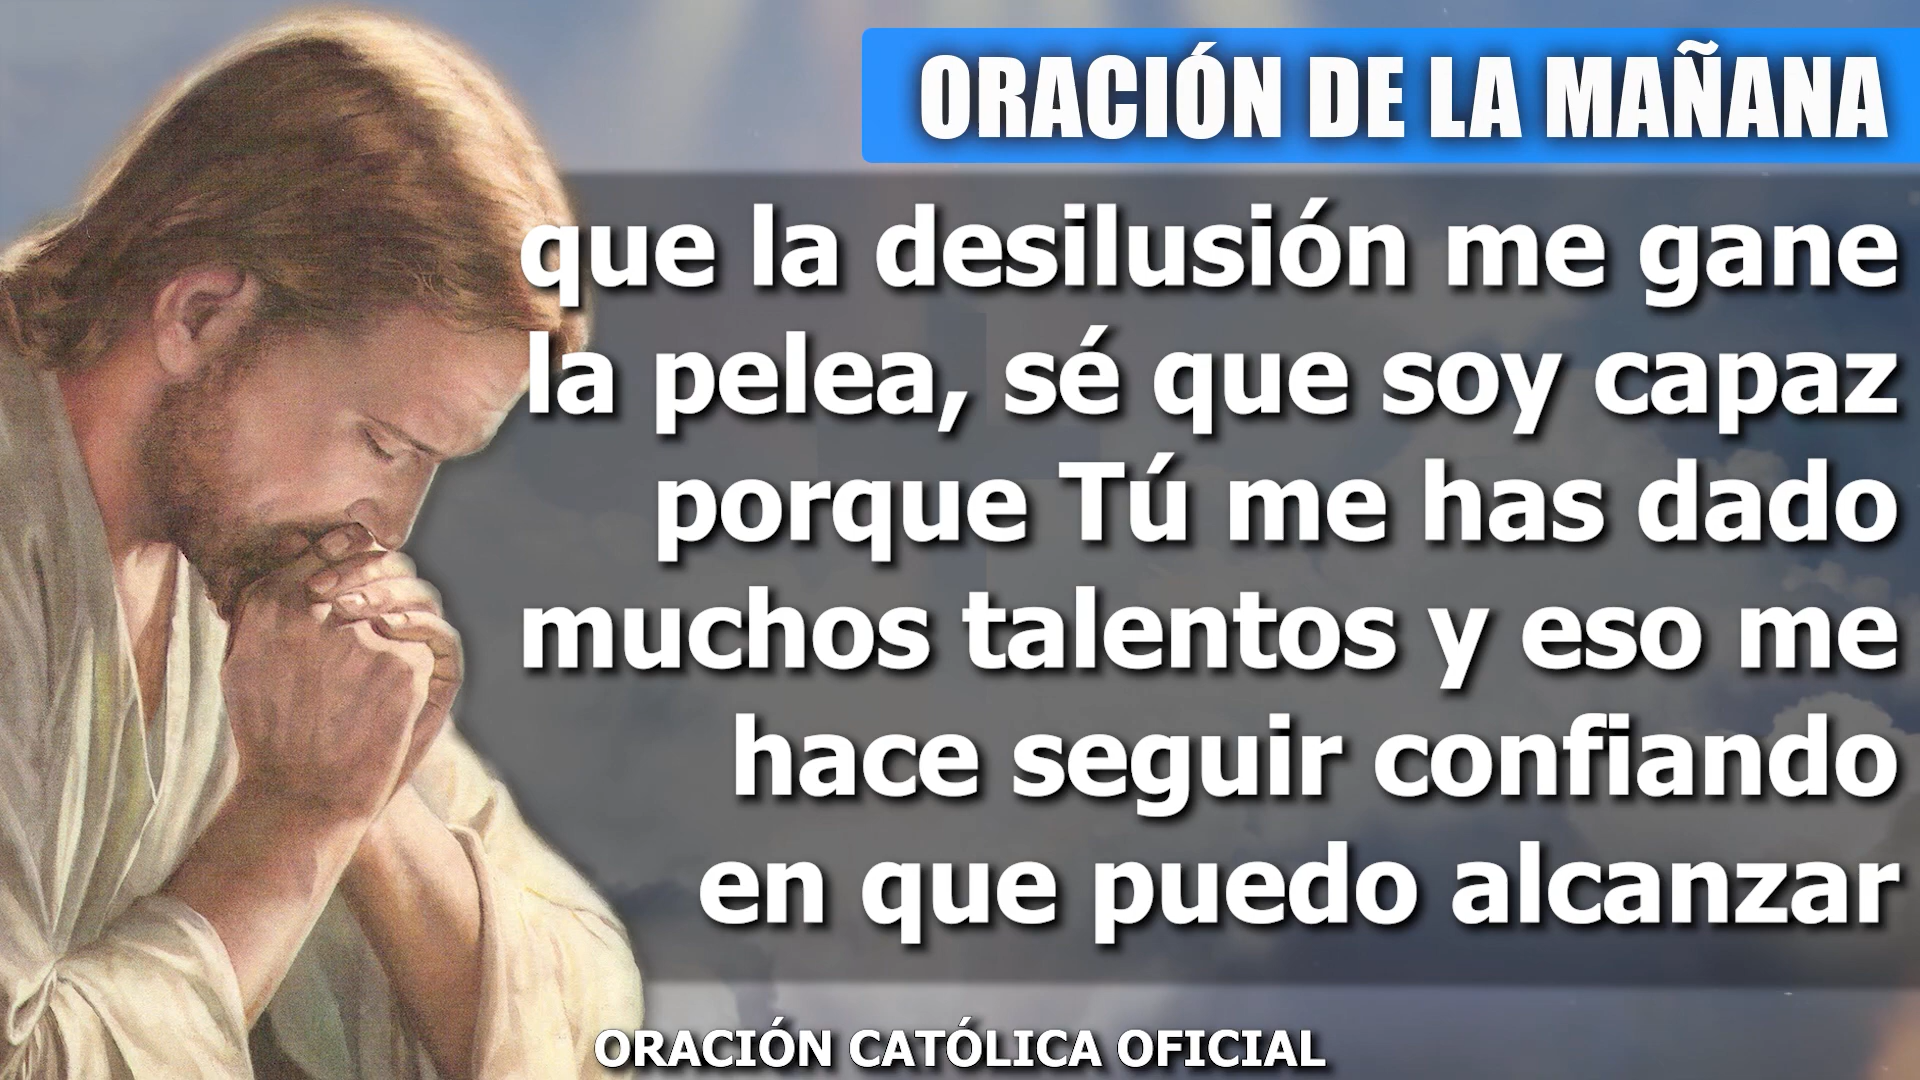 ORACIÓN DE LA MAÑANA
que la desilusión me gane
la pelea, sé que soy capaz
porque Tú me has dado
muchos talentos y eso me
hace seguir confiando
en que puedo alcanzar
ORACIÓN CATÓLICA OFICIAL